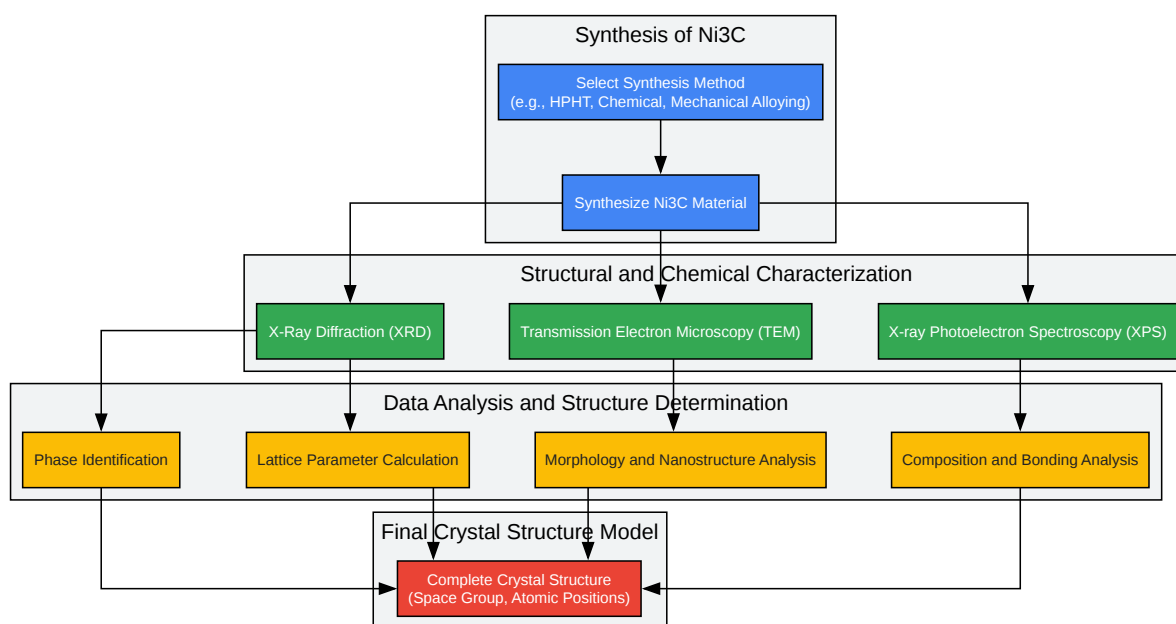 Synthesis of Ni3C
Select Synthesis Method
(e.g., HPHT, Chemical, Mechanical Alloying)
Synthesize Ni3C Material
Structural and Chemical Characterization
X-Ray Diffraction (XRD)
Transmission Electron Microscopy (TEM)
X-ray Photoelectron Spectroscopy (XPS)
Data Analysis and Structure Determination
Phase Identification
Lattice Parameter Calculation
Morphology and Nanostructure Analysis
Composition and Bonding Analysis
Final Crystal Structure Model
Complete Crystal Structure
(Space Group, Atomic Positions)